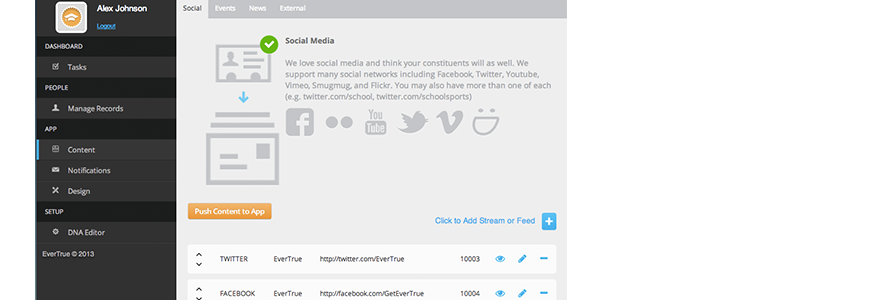 Alex Johnson
Logout
DASHBOARD
Tasks
PEOPLE
Manage Records
APP
Content
Notifications
Design
SETUP
DNA Editor
EverTrue © 2013
Social Events News External
Social Media
We love social media and think your constituents will as well. We
support many social networks including Facebook, Twitter, Youtube,
Vimeo, Smugmug, and Flickr. You may also have more than one of each
(e.g. twitter.com/school, twitter.com/schoolsports)
You
Tube
Push Content to App
Click to Add Stream or Feed
TWITTER EverTrue http://twitter.com/EverTrue 10003
FACEBOOK EverTrue http://facebook.com/GetEverTrue 10004